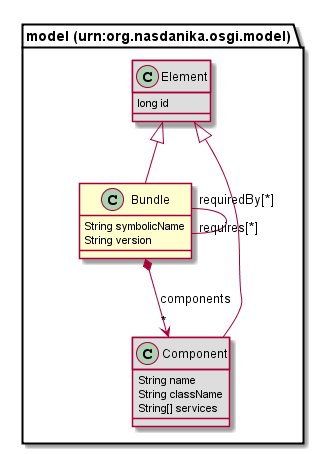 model (urn:org.nasdanika.osgi.model)
C Element
long id
C Bundle
String symbolicName
String version
requiredBy[*]
requires[*]
components
*
C Component
String name
String className
String[] services